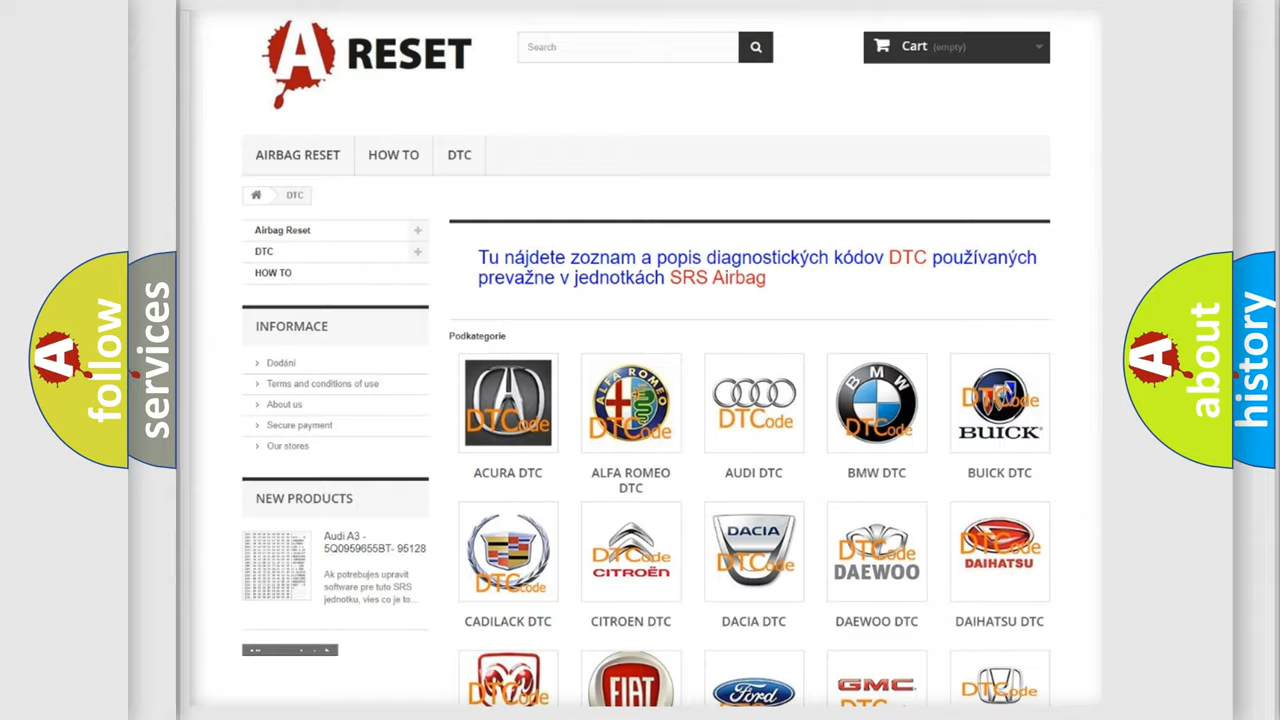 A RESET
Search
Cart (empty)
AIRBAG RESET
HOW TO
DTC
DTC
Airbag Reset
DTC
HOW TO
Tu nájdete zoznam a popis diagnostických kódov DTC používaných
prevažne v jednotkách SRS Airbag
INFORMACE
Dodání
Terms and conditions of use
About us
Secure payment
Our stores
NEW PRODUCTS
Audi A3 -
5Q0959655BT- 95128
Ak potrebujes upravit
software pre tuto SRS
jednotku, vies co je to...
Podkategorie
DTCode
ALFA ROMEO
DTCode
DTCode
BMW
DTCode
DTCode
BUICK
ACURA DTC
ALFA ROMEO
DTC
AUDI DTC
BMW DTC
BUICK DTC
DTCode
DTCode
CITROËN
DACIA
DTCode
DTCode
DAEWOO
DTCode
DAIHATSU
CADILACK DTC
CITROEN DTC
DACIA DTC
DAEWOO DTC
DAIHATSU DTC
DTCode
FIAT
Ford
GMC
DTCode
A follow
services
A about
history